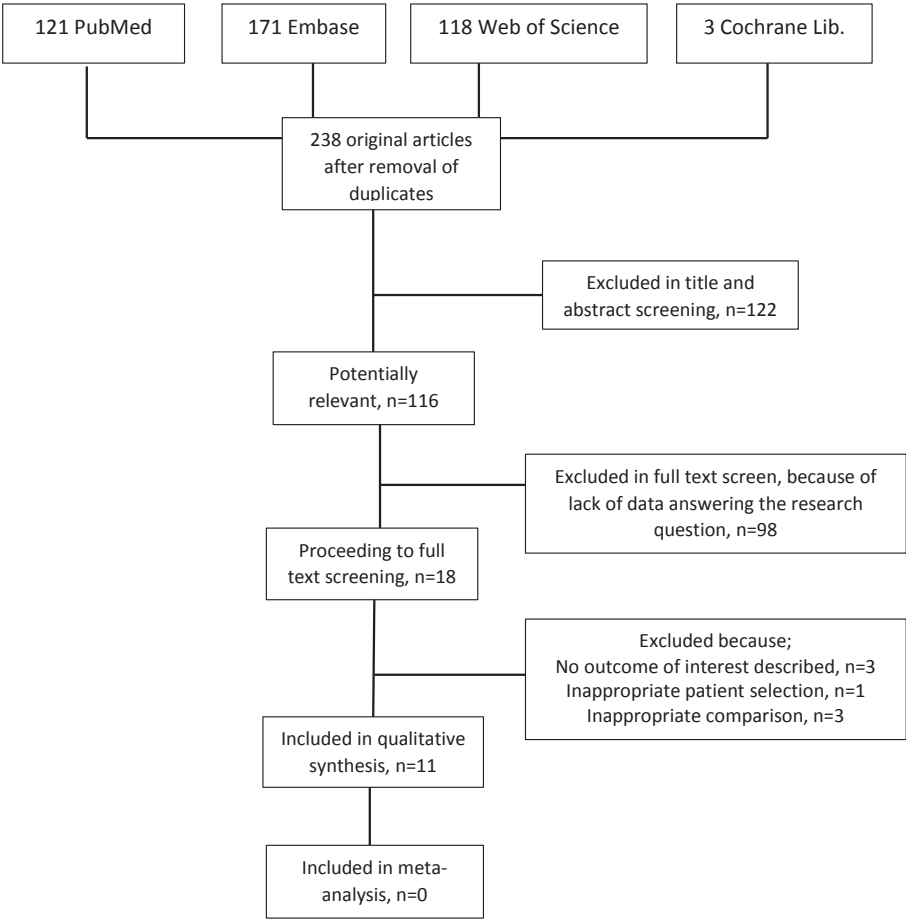 121 PubMed
171 Embase
118 Web of Science
3 Cochrane Lib.
238 original articles
after removal of
duplicates
Excluded in title and
abstract screening, n=122
Potentially
relevant, n=116
Excluded in full text screen, because of
lack of data answering the research
question, n=98
Proceeding to full
text screening, n=18
Excluded because;
No outcome of interest described, n=3
Inappropriate patient selection, n=1
Inappropriate comparison, n=3
Included in qualitative
synthesis, n=11
Included in meta-
analysis, n=0